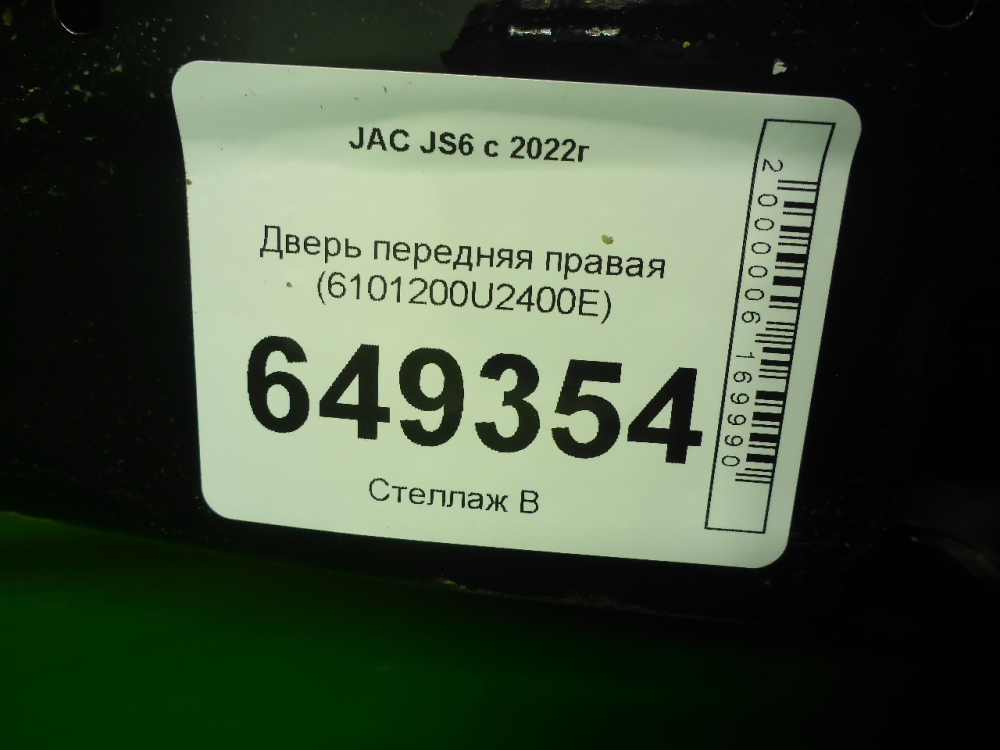 JAC JS6 с 2022г
Дверь передняя правая
(6101200U2400E)
649354
Стеллаж В
2000006169990